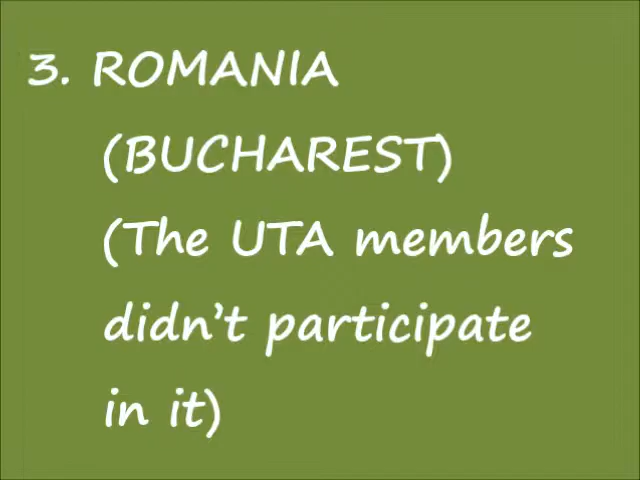 3. ROMANIA
(BUCHAREST)
(The UTA members
didn't participate
in it)